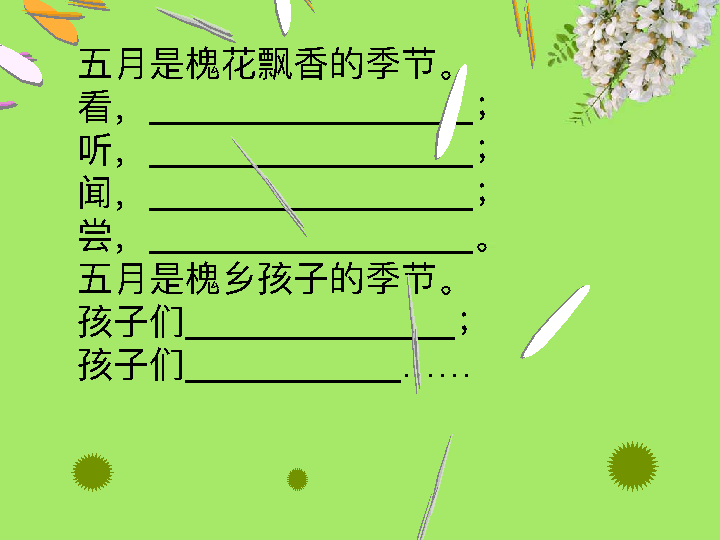 五月是槐花飘香的季节。
看，__________________；
听，__________________；
闻，__________________；
尝，__________________。
五月是槐乡孩子的季节。
孩子们_______________；
孩子们____________……